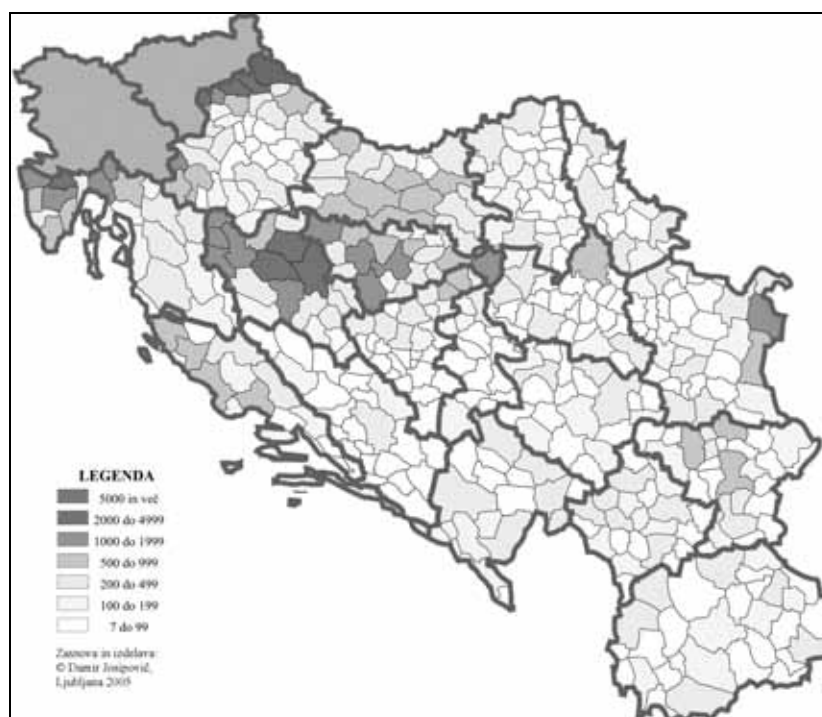 LEGENDA
5000 in več
2000 do 4999
1000 do 1999
500 do 999
200 do 499
100 do 199
7 do 99
Zasnova in izdelava:
© Damir Josipovič,
Ljubljana 2005